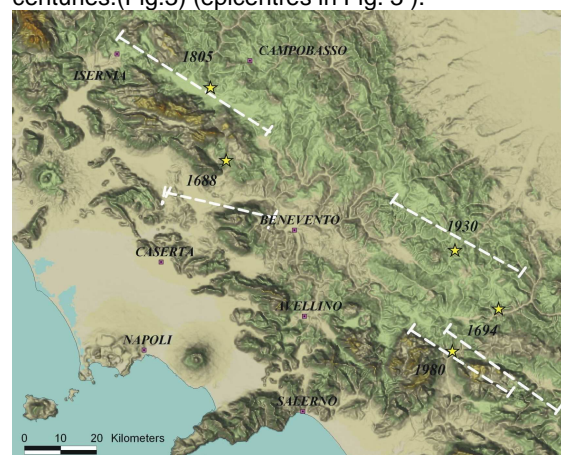 centuries.(Fig.3) (epicentres in Fig. 3 ).
1805
CAMPOBASSO
ISERNIA
1688
BENEVENTO
1930
CASERTA
AVELLINO
1694
NAPOLI
1980
SALERNO
0 10 20 Kilometers